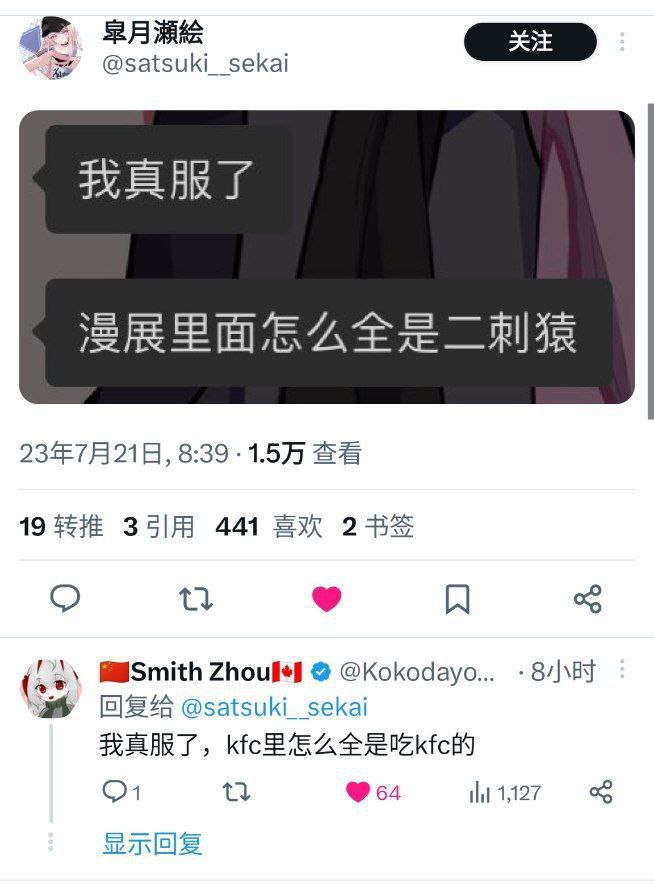 皐月瀬絵
@satsuki__sekai
关注
我真服了
漫展里面怎么全是二刺猿
23年7月21日, 8:39 · 1.5万 查看
19 转推 3 引用 441 喜欢 2 书签
🇨🇳Smith Zhou🇨🇦 @Kokodayo... · 8小时
回复给 @satsuki__sekai
我真服了，kfc里怎么全是吃kfc的
1 64 1,127
显示回复